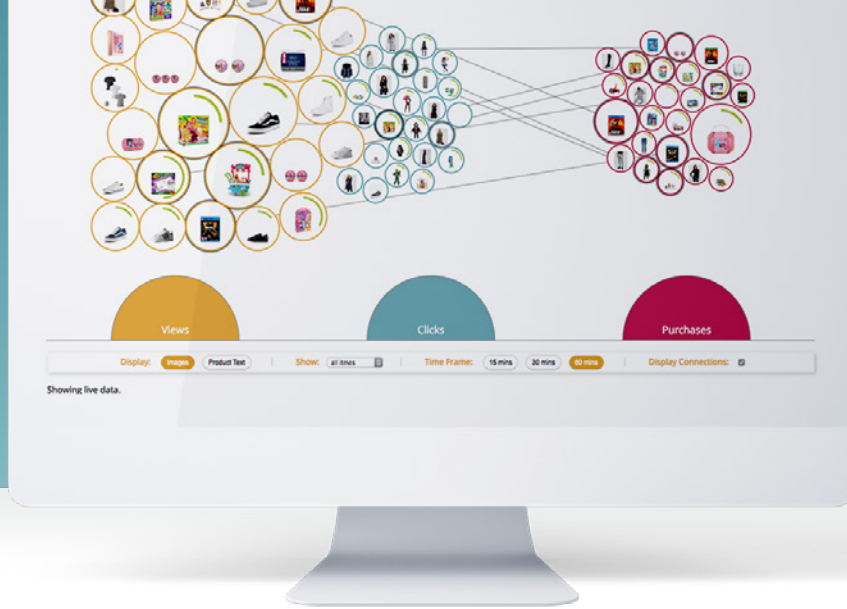 Views
Clicks
Purchases
Display: Images Product Text Show: all items Time Frame: 15 mins 30 mins 60 mins Display Connections:
Showing live data.